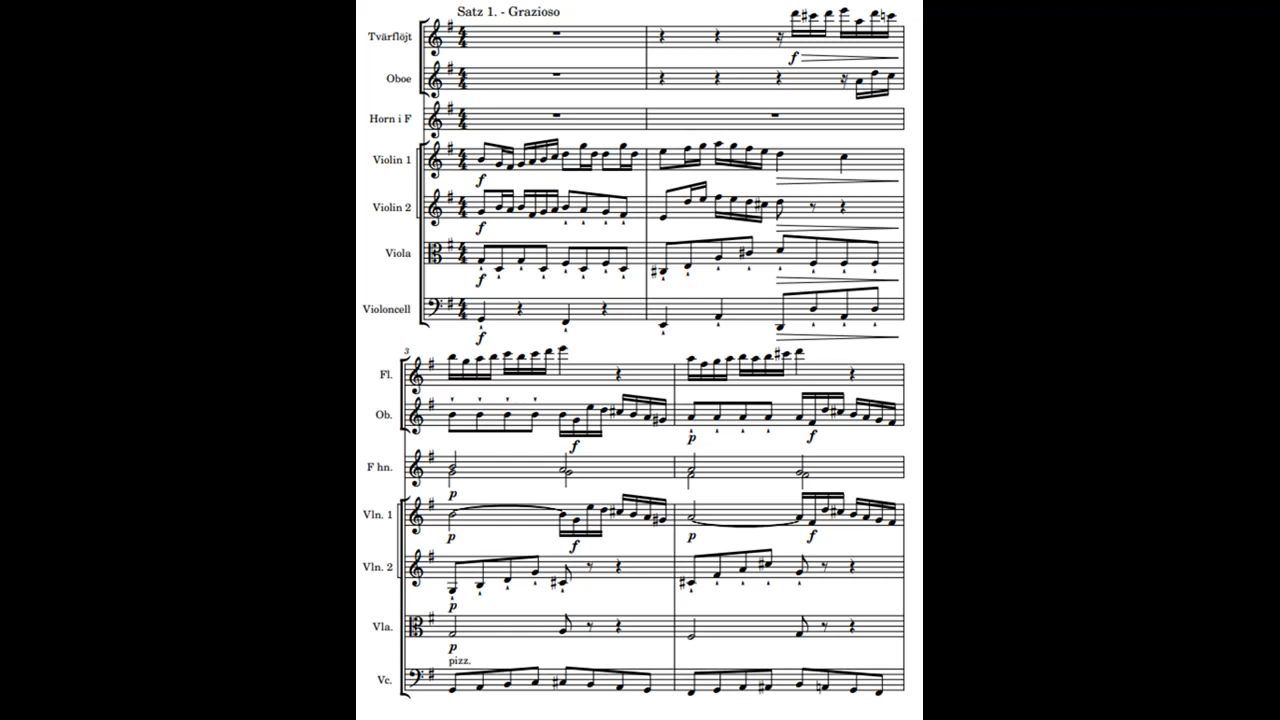 Satz 1. - Grazioso
Tvärflöjt
f
Oboe
Horn i F
Violin 1
f
Violin 2
f
Viola
f
Violoncell
f
3
Fl.
Ob.
f
p
f
F hn.
p
Vln. 1
p
f
p
f
Vln. 2
p
Vla.
p
pizz.
Vc.